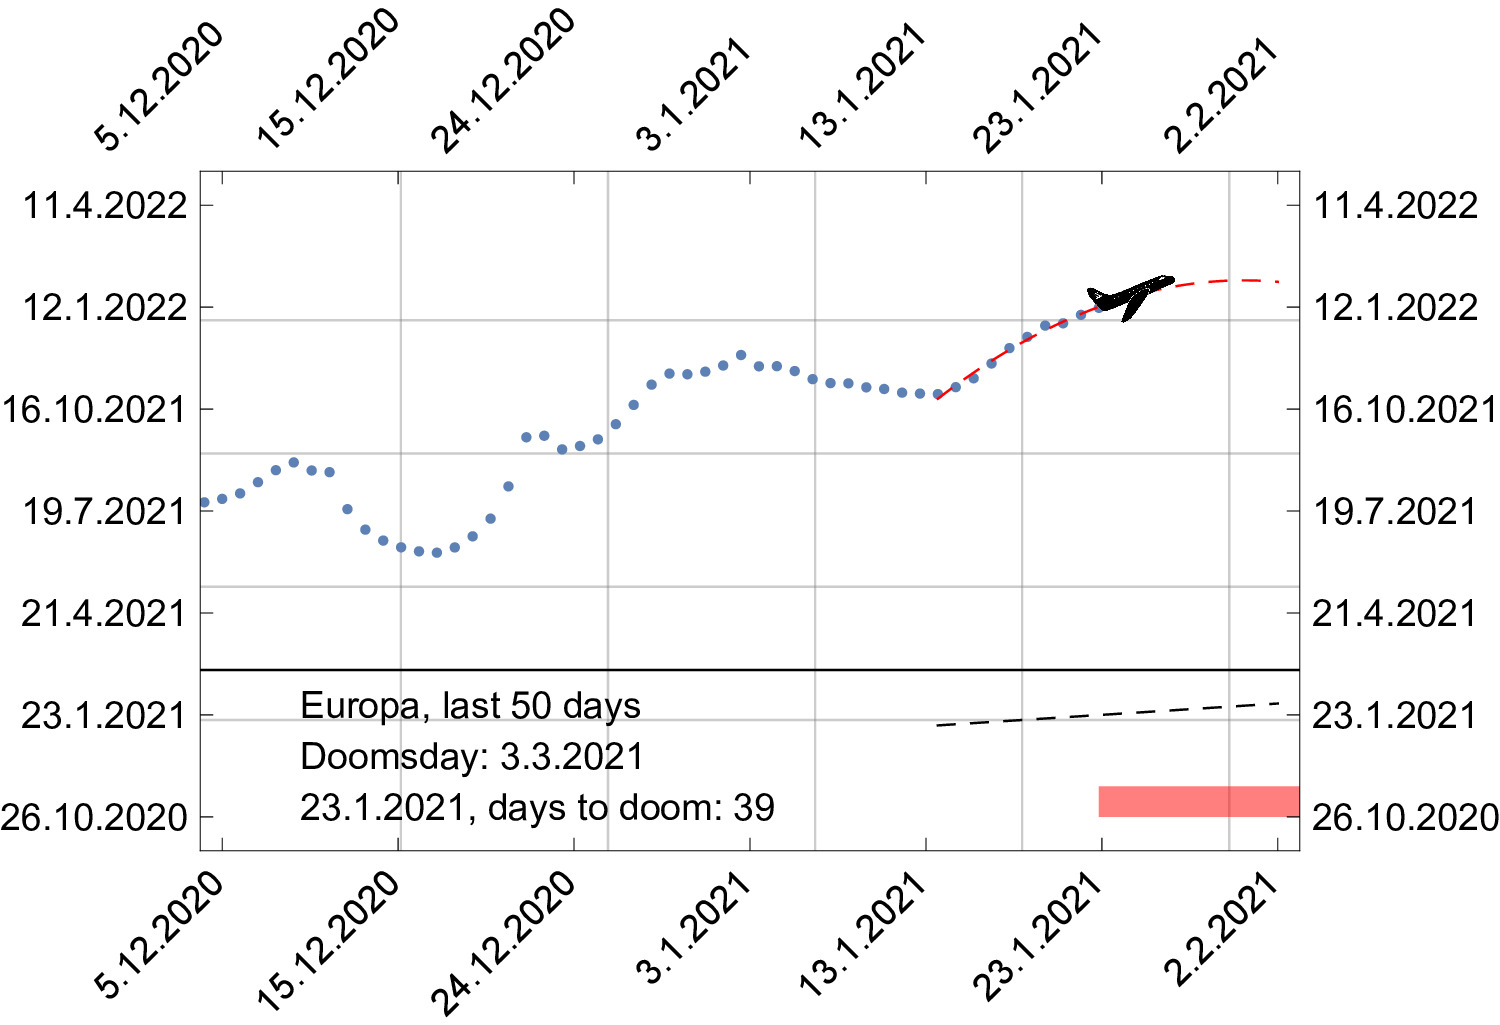 5.12.2020 15.12.2020 24.12.2020 3.1.2021 13.1.2021 23.1.2021 2.2.2021
11.4.2022 11.4.2022
12.1.2022 12.1.2022
16.10.2021 16.10.2021
19.7.2021 19.7.2021
21.4.2021 21.4.2021
23.1.2021 Europa, last 50 days 23.1.2021
Doomsday: 3.3.2021
26.10.2020 23.1.2021, days to doom: 39 26.10.2020
5.12.2020 15.12.2020 24.12.2020 3.1.2021 13.1.2021 23.1.2021 2.2.2021